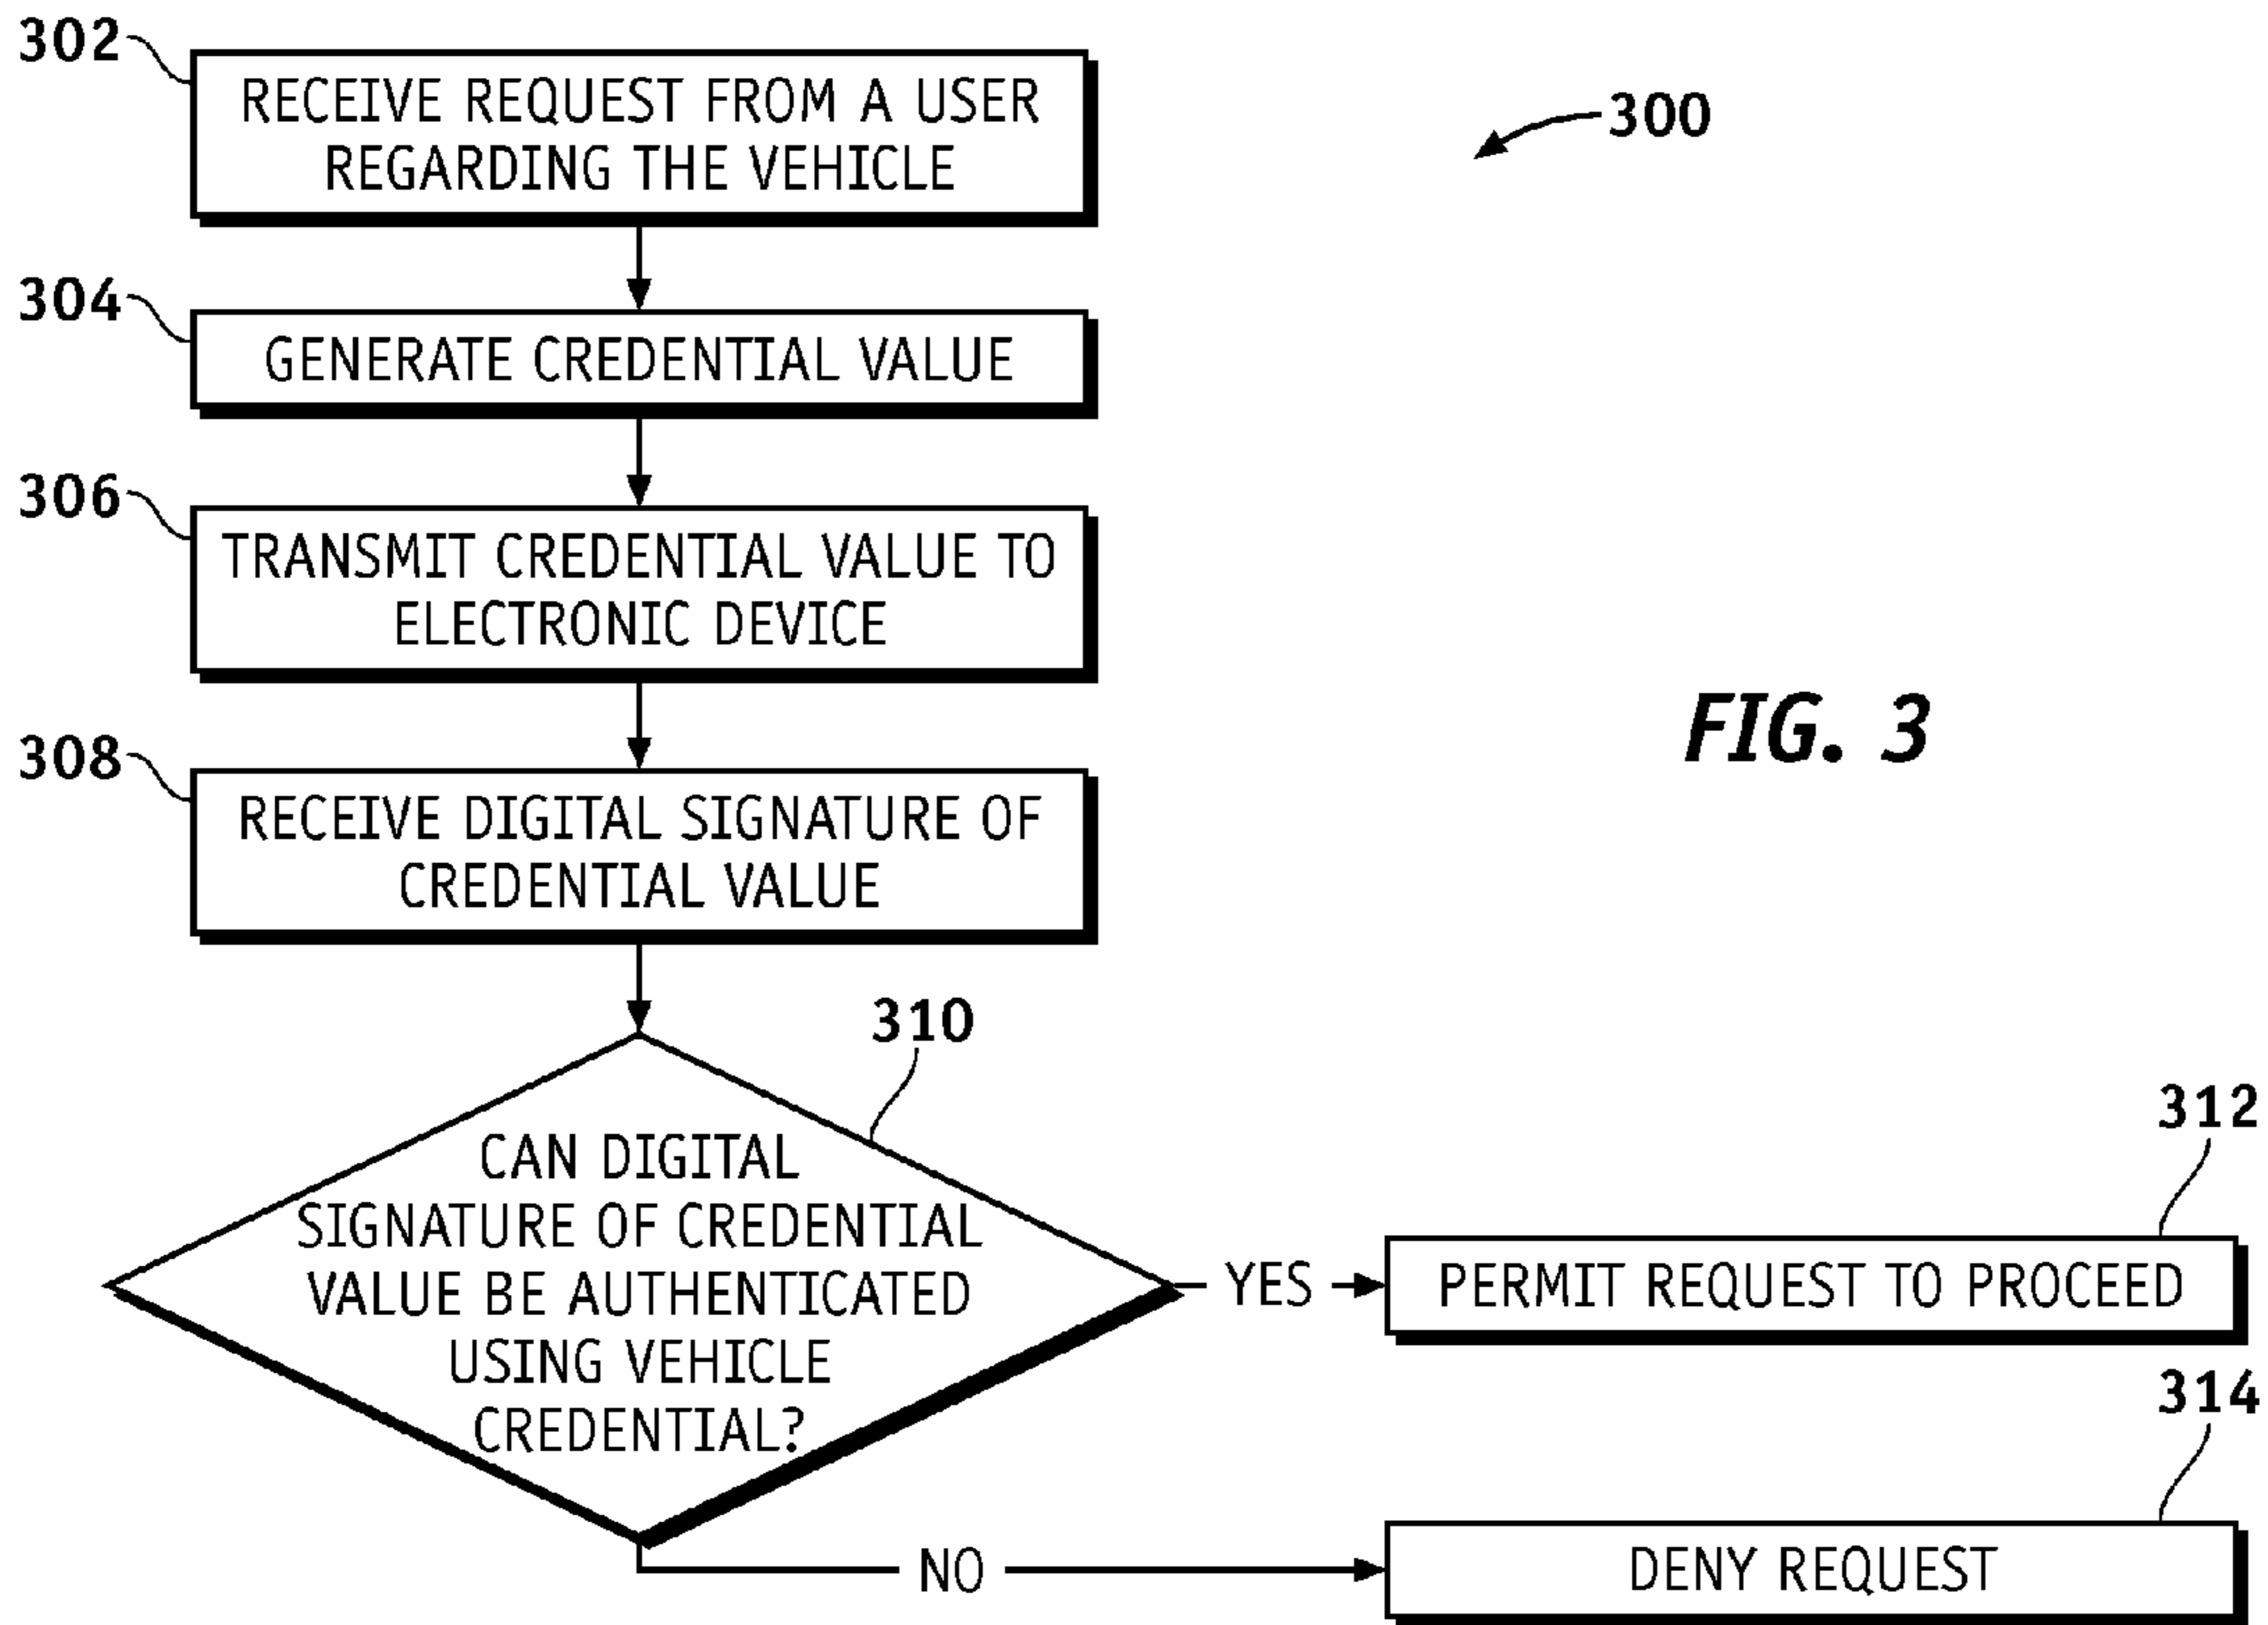 302
RECEIVE REQUEST FROM A USER
REGARDING THE VEHICLE
300
304
GENERATE CREDENTIAL VALUE
306
TRANSMIT CREDENTIAL VALUE TO
ELECTRONIC DEVICE
FIG. 3
308
RECEIVE DIGITAL SIGNATURE OF
CREDENTIAL VALUE
310
CAN DIGITAL
SIGNATURE OF CREDENTIAL
VALUE BE AUTHENTICATED
USING VEHICLE
CREDENTIAL?
YES
312
PERMIT REQUEST TO PROCEED
NO
314
DENY REQUEST